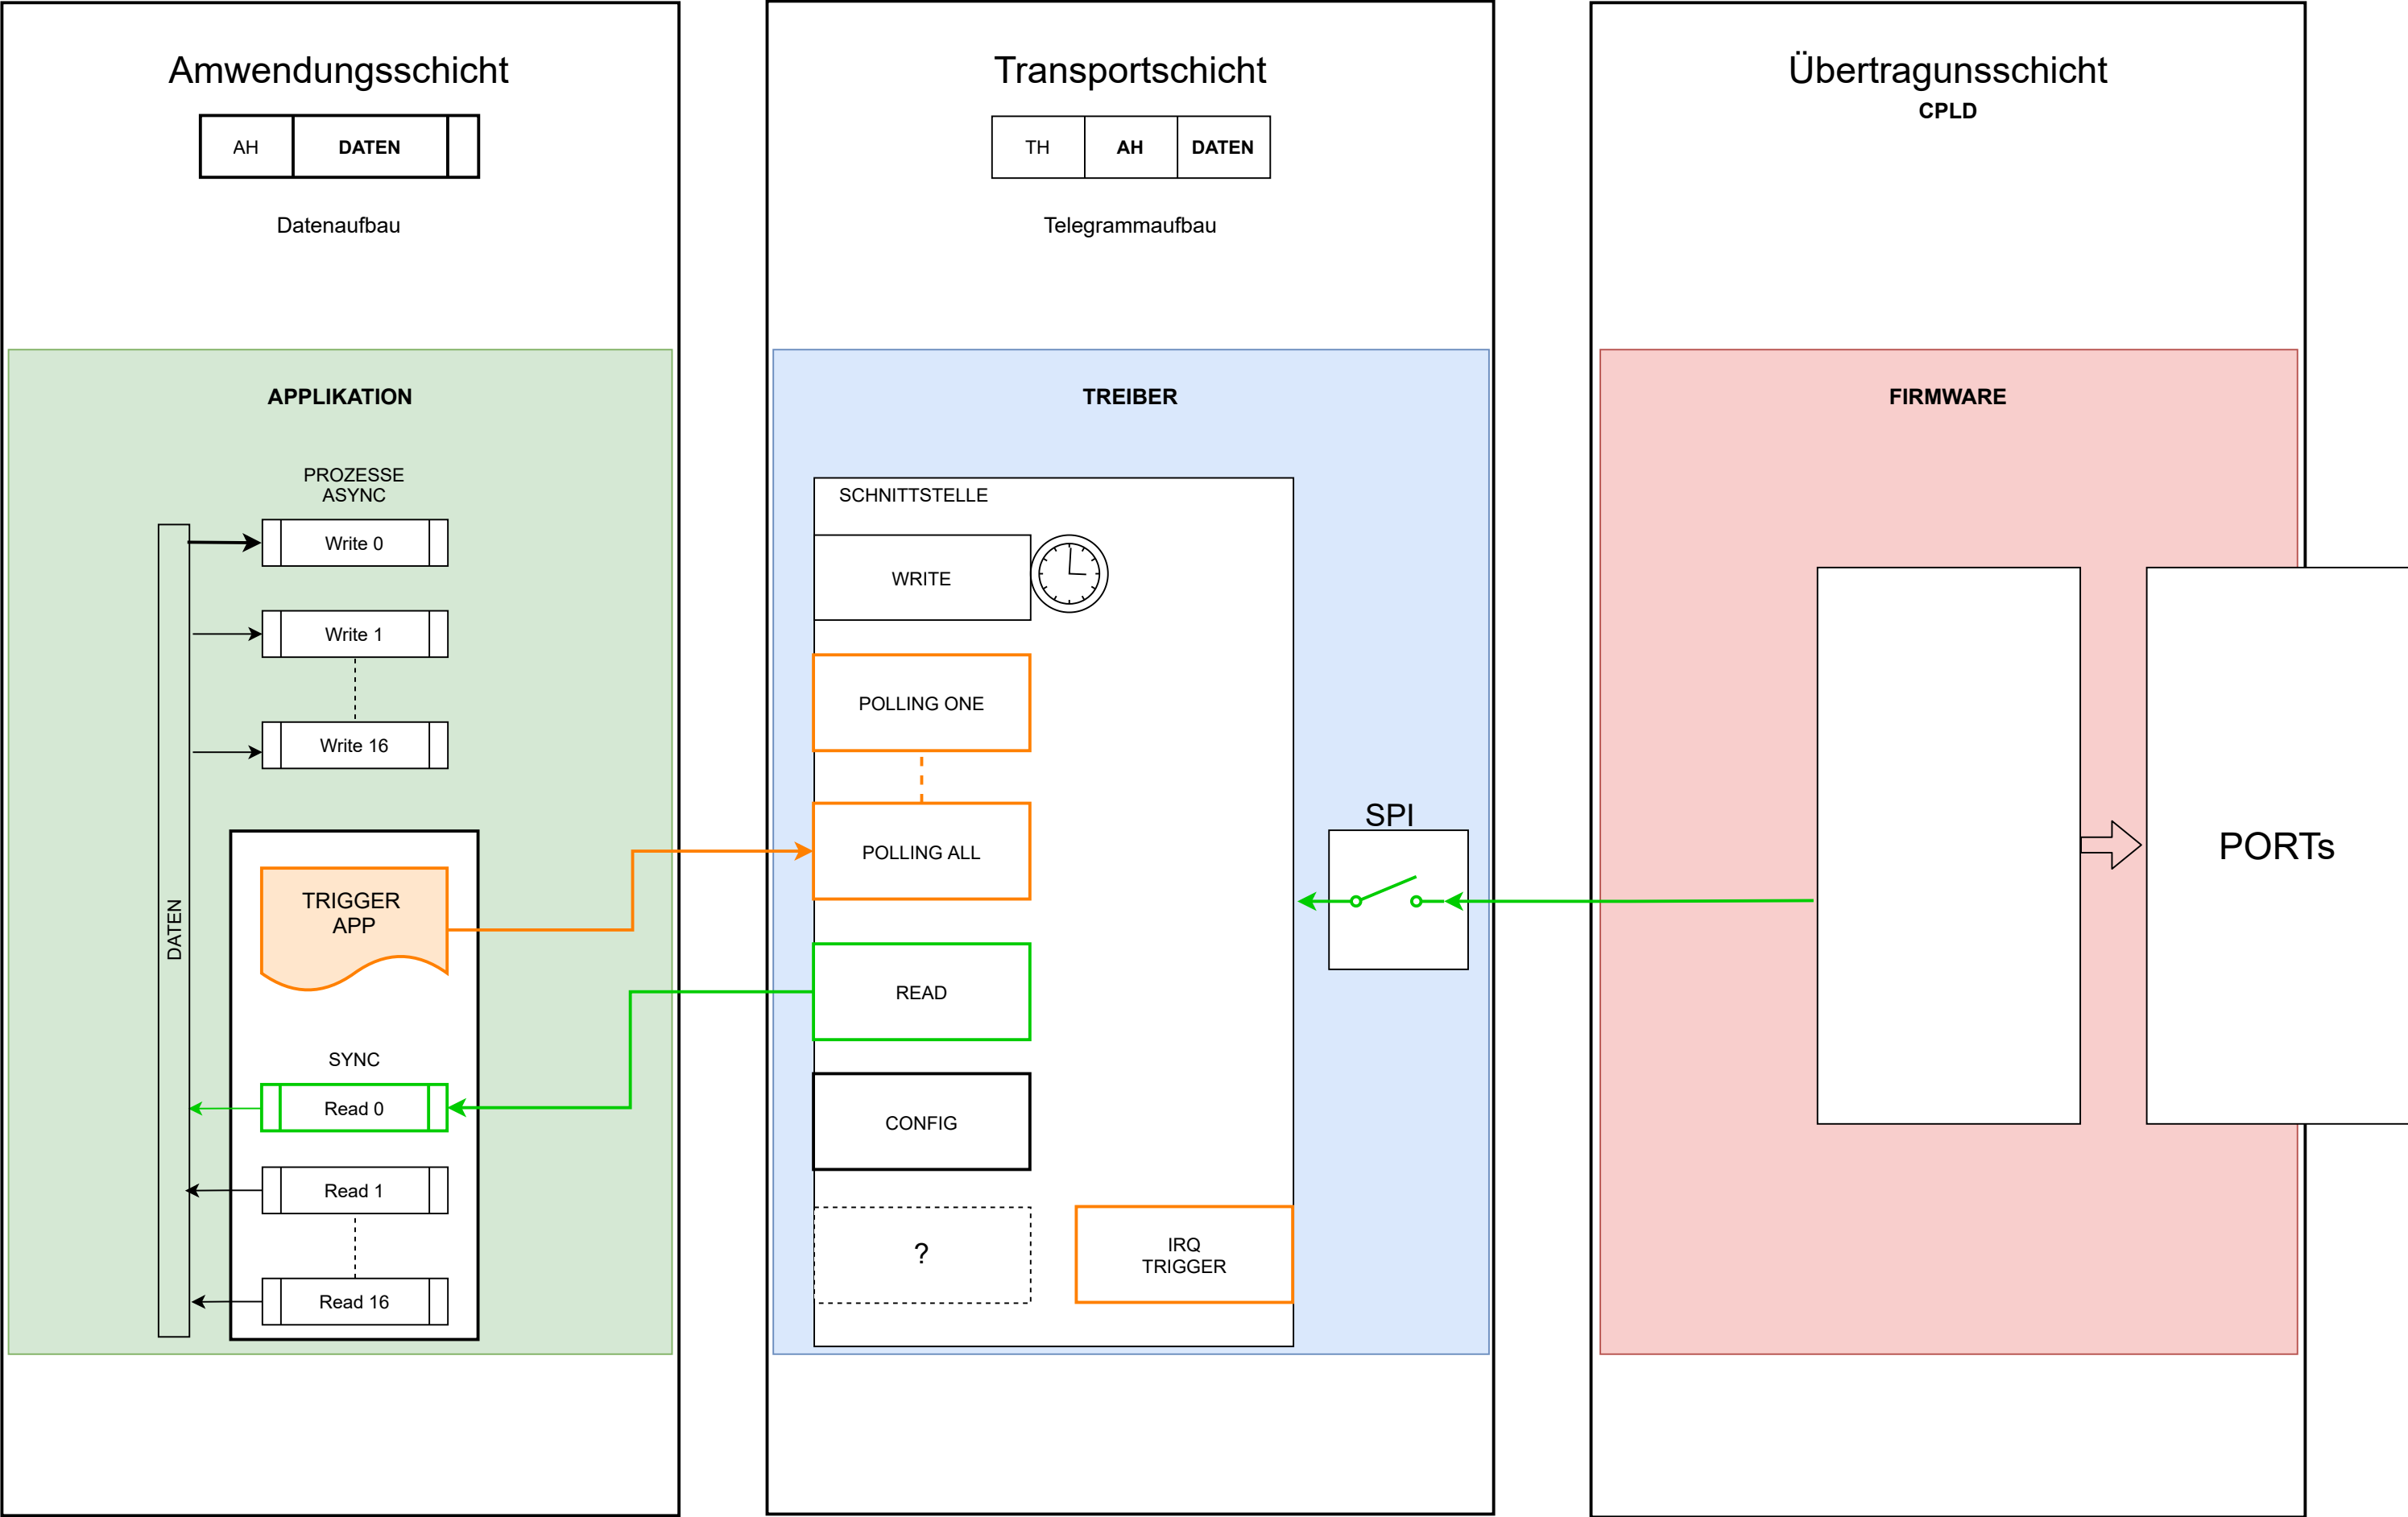 Amwendungsschicht
AH
DATEN
Datenaufbau
APPLIKATION
PROZESSE
ASYNC
Write 0
Write 1
Write 16
DATEN
TRIGGER
APP
SYNC
Read 0
Read 1
Read 16
Transportschicht
TH
AH
DATEN
Telegrammaufbau
TREIBER
SCHNITTSTELLE
WRITE
POLLING ONE
POLLING ALL
READ
CONFIG
?
IRQ
TRIGGER
SPI
Übertragunsschicht
CPLD
FIRMWARE
PORTs